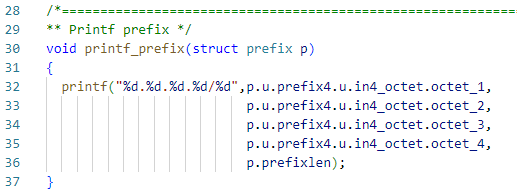 28 /*==========================================================
29 ** Printf prefix */
30 void printf_prefix(struct prefix p)
31 {
32 printf("%d.%d.%d.%d/%d",p.u.prefix4.u.in4_octet.octet_1,
33 p.u.prefix4.u.in4_octet.octet_2,
34 p.u.prefix4.u.in4_octet.octet_3,
35 p.u.prefix4.u.in4_octet.octet_4,
36 p.prefixlen);
37 }